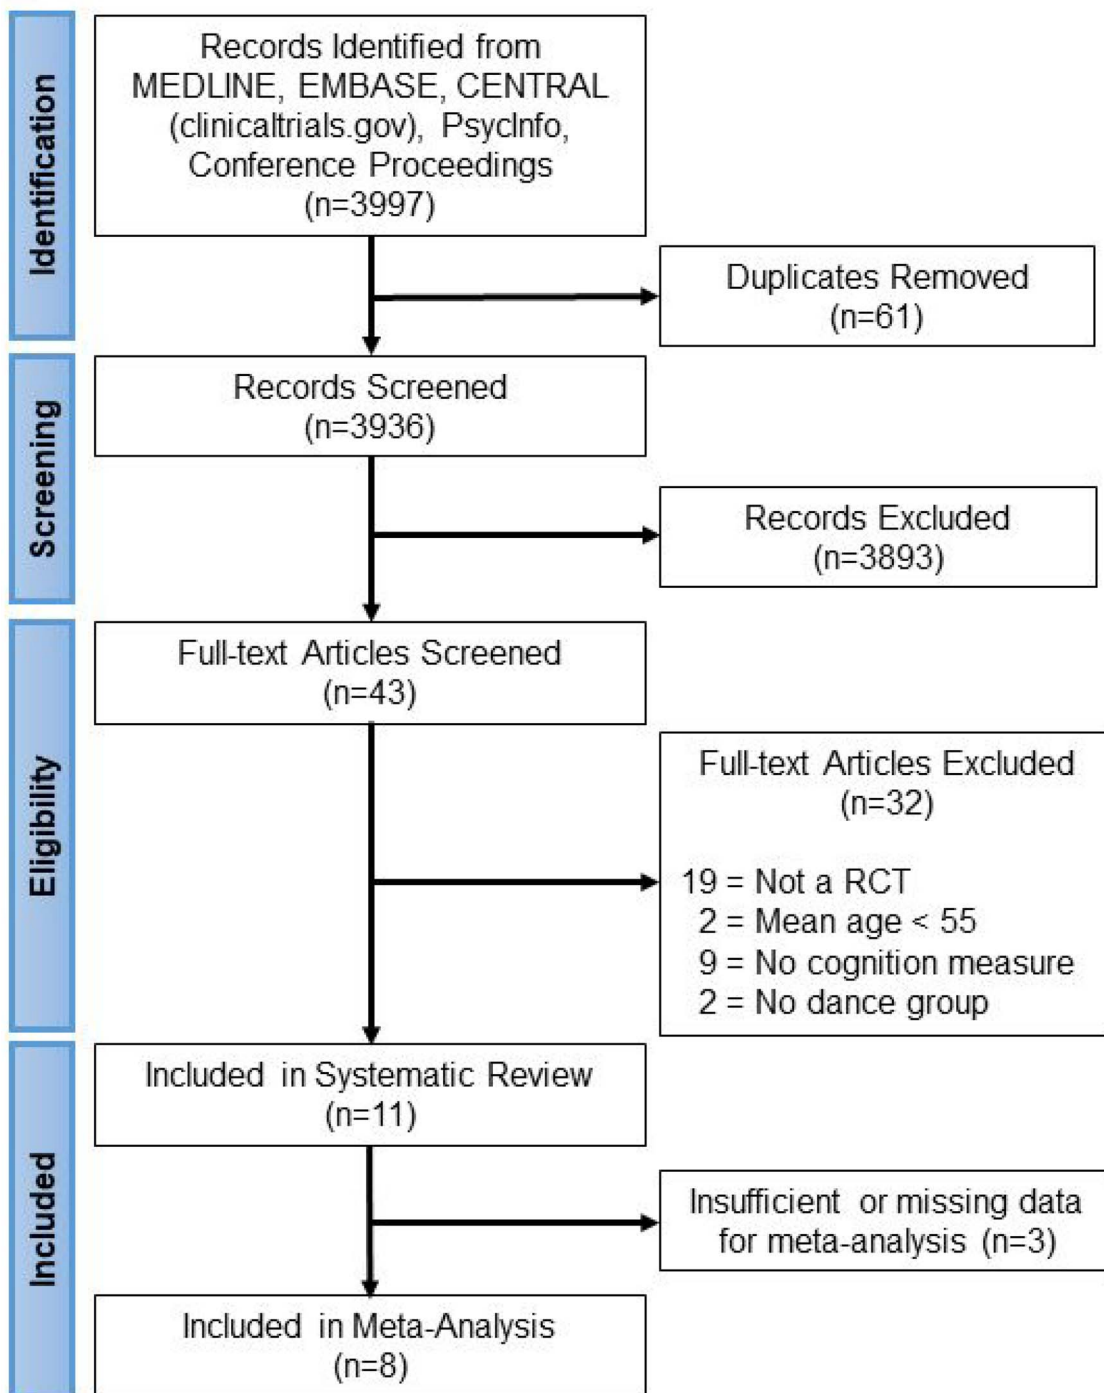 Identification
Records Identified from
MEDLINE, EMBASE, CENTRAL
(clinicaltrials.gov), PsycInfo,
Conference Proceedings
(n=3997)
Duplicates Removed
(n=61)
Screening
Records Screened
(n=3936)
Records Excluded
(n=3893)
Eligibility
Full-text Articles Screened
(n=43)
Full-text Articles Excluded
(n=32)
19 = Not a RCT
2 = Mean age < 55
9 = No cognition measure
2 = No dance group
Included
Included in Systematic Review
(n=11)
Insufficient or missing data
for meta-analysis (n=3)
Included in Meta-Analysis
(n=8)